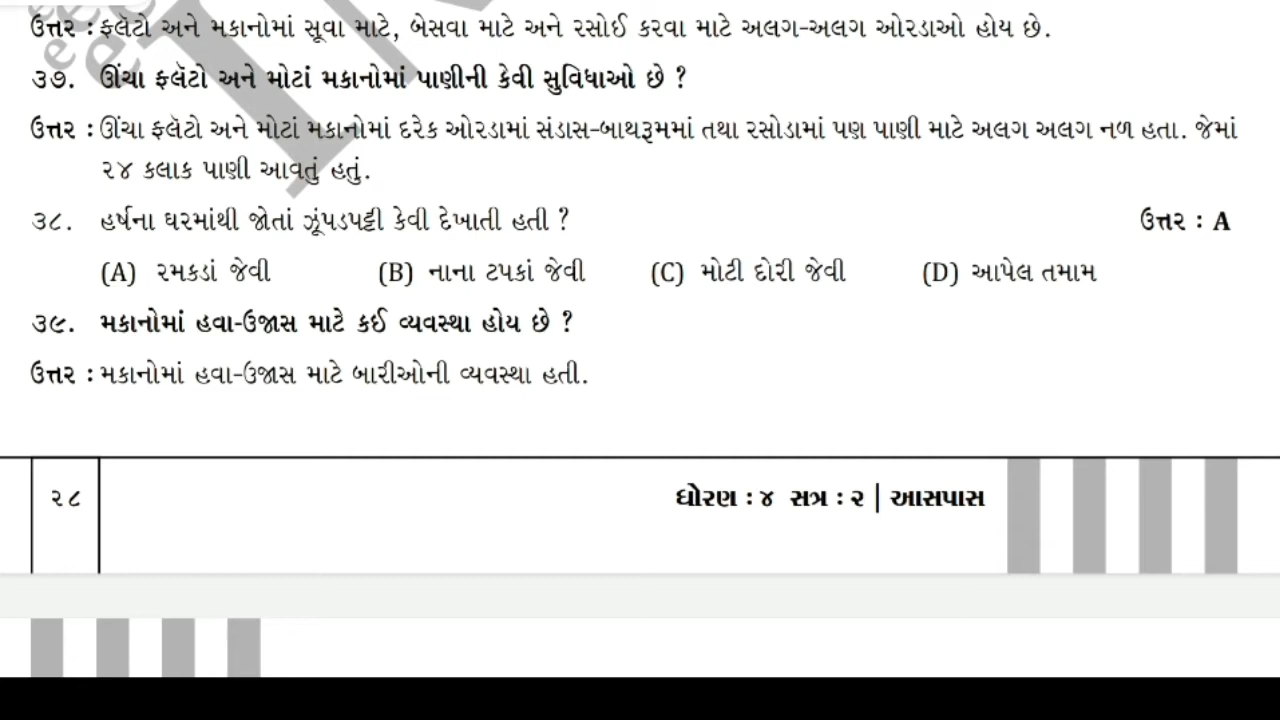 ઉત્તર : ફ્લૅટો અને મકાનોમાં સૂવા માટે, બેસવા માટે અને રસોઈ કરવા માટે અલગ-અલગ ઓરડાઓ હોય છે.
૩૭. ઊંચા ફ્લૅટો અને મોટાં મકાનોમાં પાણીની કેવી સુવિધાઓ છે ?
ઉત્તર : ઊંચા ફ્લૅટો અને મોટાં મકાનોમાં દરેક ઓરડામાં સંડાસ-બાથરૂમમાં તથા રસોડામાં પણ પાણી માટે અલગ અલગ નળ હતા. જેમાં
૨૪ કલાક પાણી આવતું હતું.
૩૮. હર્ષના ઘરમાંથી જોતાં ઝૂંપડપટ્ટી કેવી દેખાતી હતી ? ઉત્તર : A
(A) રમકડાં જેવી (B) નાના ટપકાં જેવી (C) મોટી દોરી જેવી (D) આપેલ તમામ
૩૯. મકાનોમાં હવા-ઉજાસ માટે કઈ વ્યવસ્થા હોય છે ?
ઉત્તર : મકાનોમાં હવા-ઉજાસ માટે બારીઓની વ્યવસ્થા હતી.
૨૮ ધોરણ : ૪ સત્ર : ૨ | આસપાસ